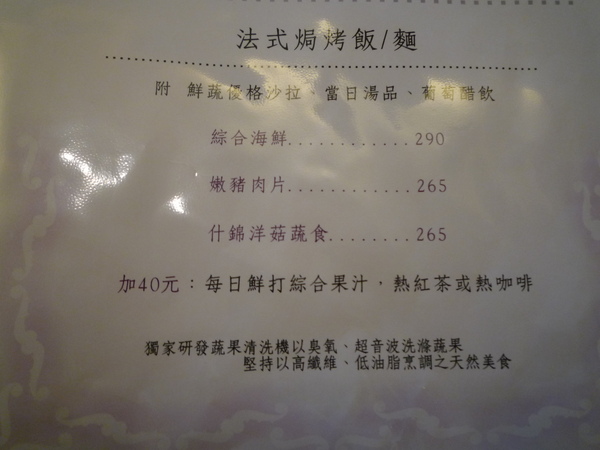 法式焗烤飯/麵
附 鮮蔬優格沙拉、當日湯品、葡萄醋飲
綜合海鮮............290
嫩豬肉片............265
什錦洋菇蔬食........265
加40元：每日鮮打綜合果汁，熱紅茶或熱咖啡
獨家研發蔬果清洗機以臭氧、超音波洗滌蔬果
堅持以高纖維、低油脂烹調之天然美食